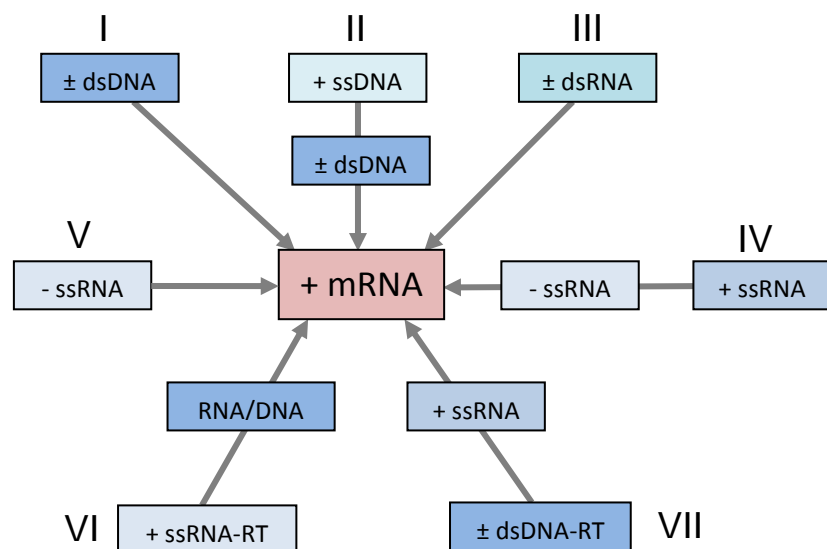 I
II
III
± dsDNA
+ ssDNA
± dsRNA
± dsDNA
V
IV
- ssRNA
+ mRNA
- ssRNA
+ ssRNA
RNA/DNA
+ ssRNA
VI
+ ssRNA-RT
± dsDNA-RT
VII